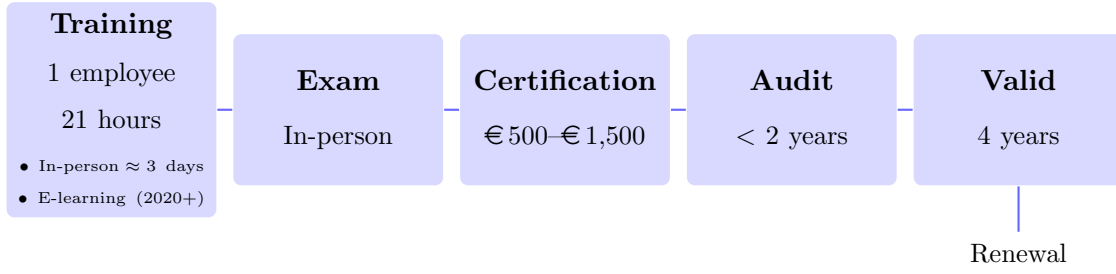 Training
1 employee
21 hours
• In-person ≈ 3 days
• E-learning (2020+)
Exam
In-person
Certification
€500–€1,500
Audit
< 2 years
Valid
4 years
Renewal